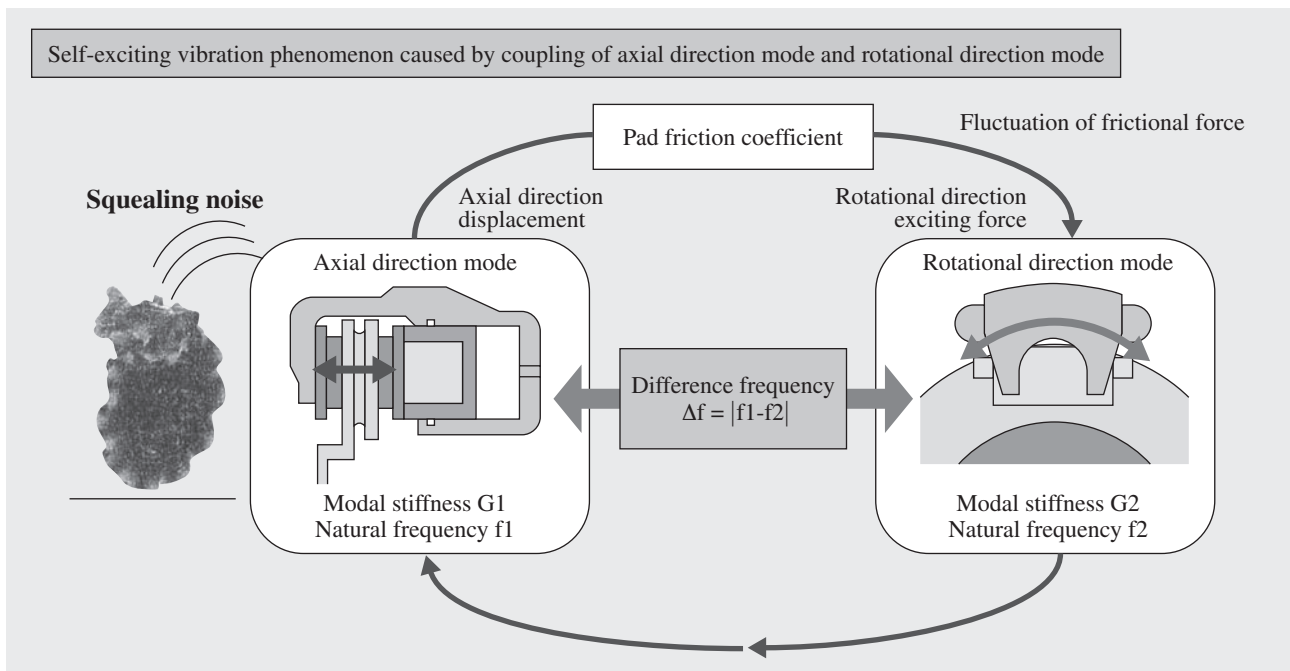 Self-exciting vibration phenomenon caused by coupling of axial direction mode and rotational direction mode
Pad friction coefficient
Fluctuation of frictional force
Squealing noise
Axial direction
displacement
Rotational direction
exciting force
Axial direction mode
Rotational direction mode
Difference frequency
Δf = |f1-f2|
Modal stiffness G1
Natural frequency f1
Modal stiffness G2
Natural frequency f2